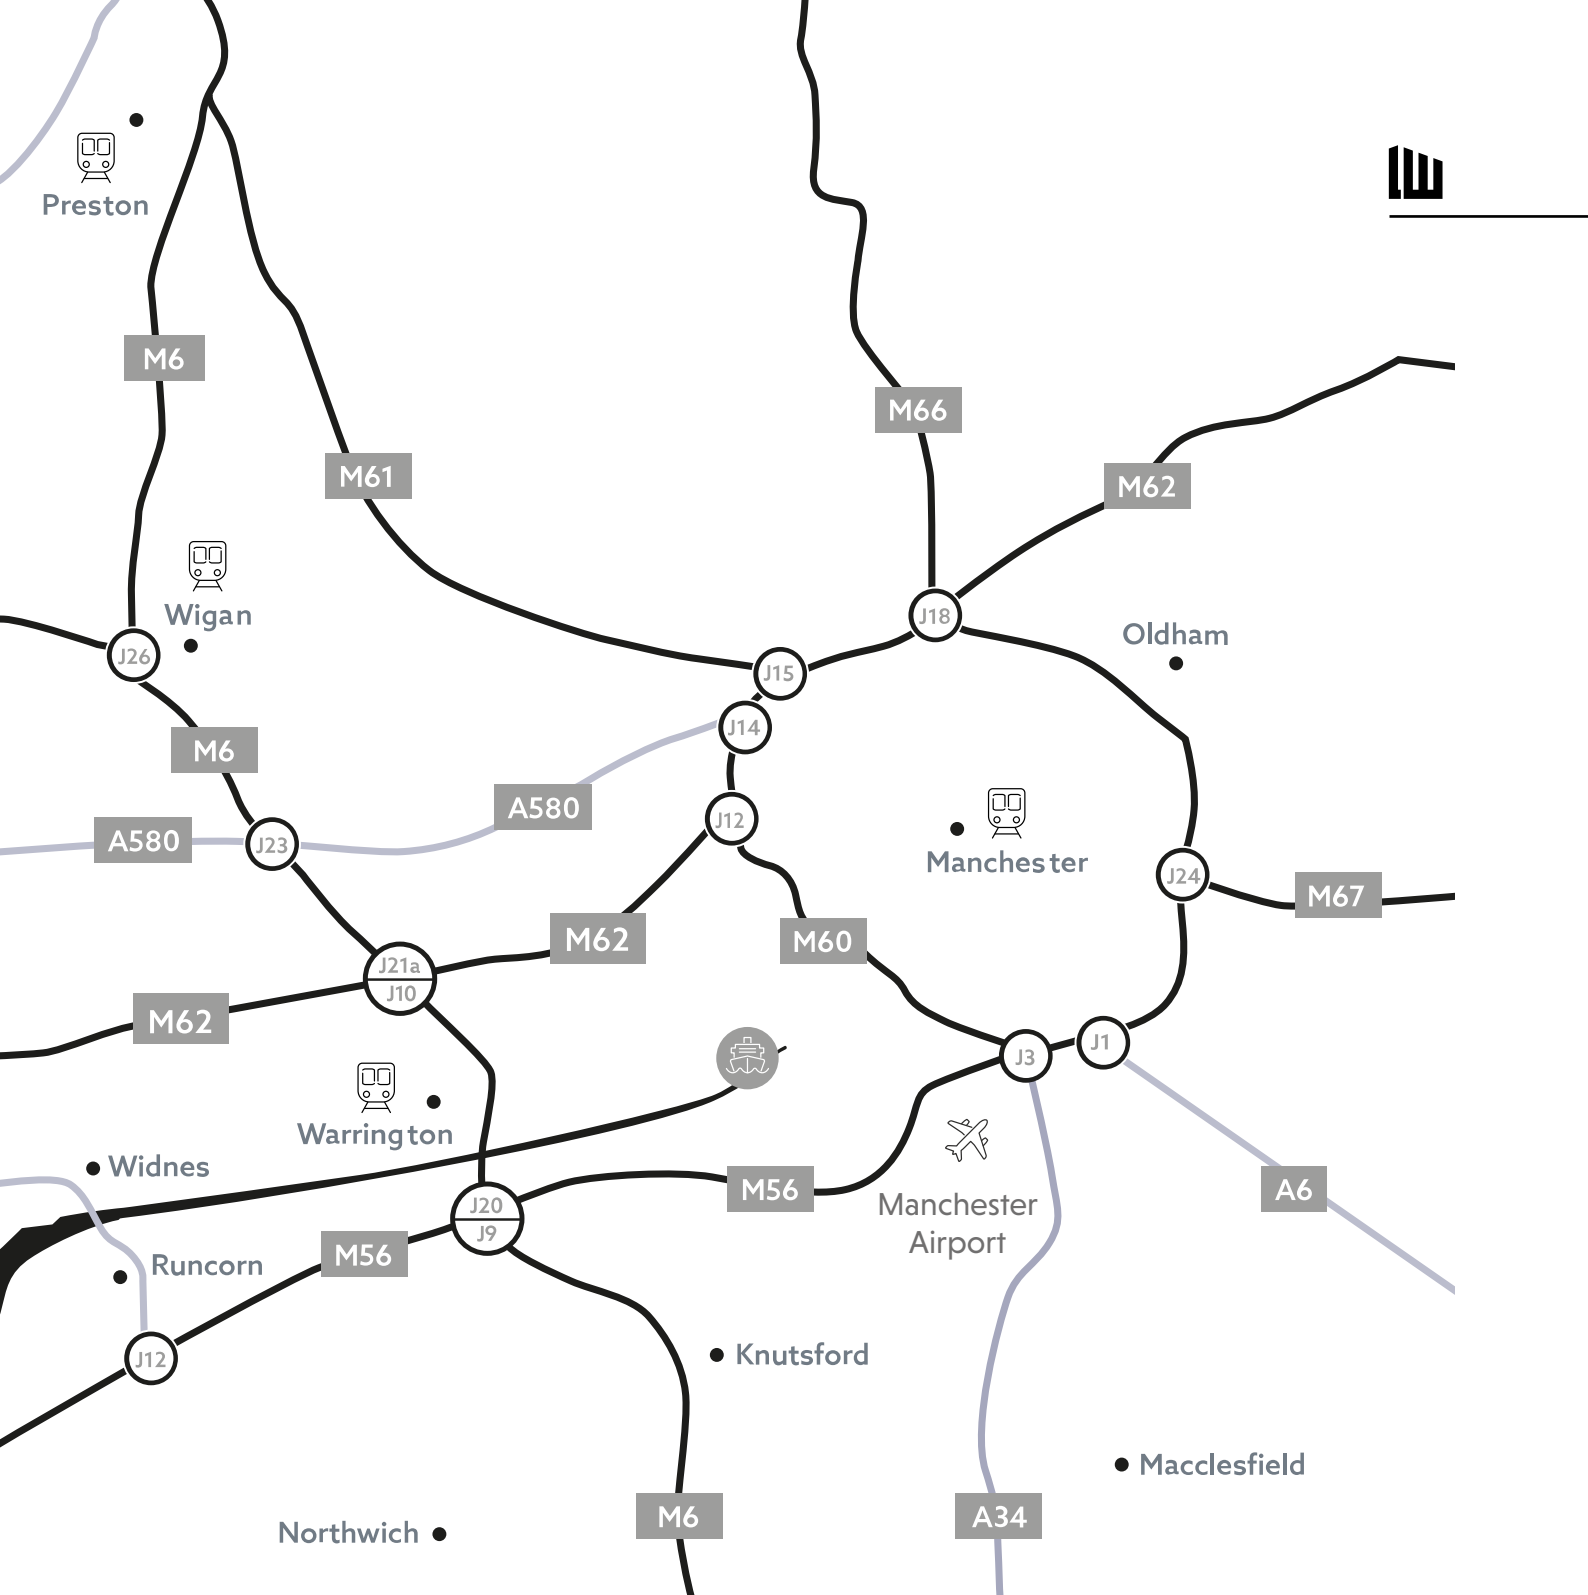 Preston
M6
M66
M61
M62
Wigan
J18
Oldham
J26
J15
J14
M6
A580
J12
A580
J23
Manchester
J24
M67
M62
M60
J21a
J10
M62
J1
J3
Warrington
Widnes
M56
A6
J20
Manchester
Airport
J9
M56
Runcorn
J12
Knutsford
Macclesfield
M6
A34
Northwich